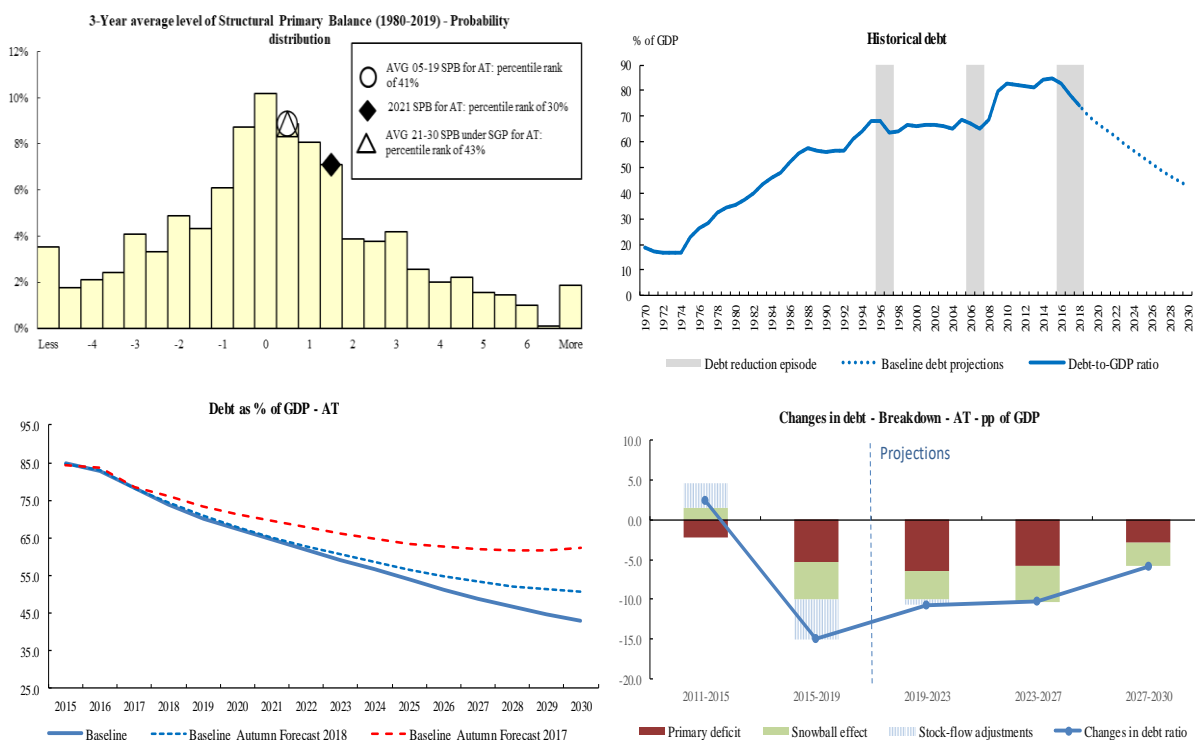 3-Year average level of Structural Primary Balance (1980-2019) - Probability
distribution
12%
10%
8%
6%
4%
2%
0%
AVG 05-19 SPB for AT: percentile rank
of 41%
2021 SPB for AT: percentile rank of 30%
AVG 21-30 SPB under SGP for AT:
percentile rank of 43%
Less -4 -3 -2 -1 0 1 2 3 4 5 6 More
Historical debt
% of GDP
90
80
70
60
50
40
30
20
10
0
1970 1972 1974 1976 1978 1980 1982 1984 1986 1988 1990 1992 1994 1996 1998 2000 2002 2004 2006 2008 2010 2012 2014 2016 2018 2020 2022 2024 2026 2028 2030
Debt reduction episode Baseline debt projections Debt-to-GDP ratio
Debt as % of GDP - AT
95.0
85.0
75.0
65.0
55.0
45.0
35.0
25.0
2015 2016 2017 2018 2019 2020 2021 2022 2023 2024 2025 2026 2027 2028 2029 2030
Baseline Baseline Autumn Forecast 2018 Baseline Autumn Forecast 2017
Changes in debt - Breakdown - AT - pp of GDP
10.0
5.0
0.0
-5.0
-10.0
-15.0
-20.0
Projections
2011-2015 2015-2019 2019-2023 2023-2027 2027-2030
Primary deficit Snowball effect Stock-flow adjustments Changes in debt ratio